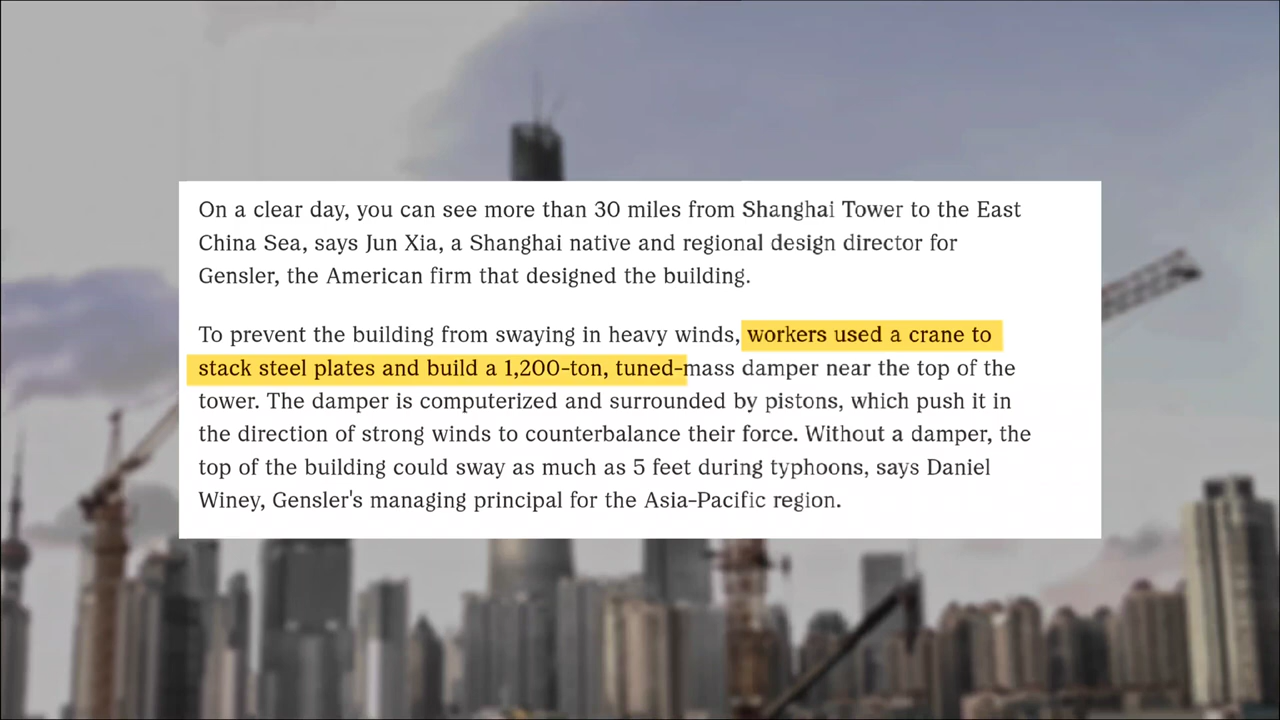 On a clear day, you can see more than 30 miles from Shanghai Tower to the East
China Sea, says Jun Xia, a Shanghai native and regional design director for
Gensler, the American firm that designed the building.
To prevent the building from swaying in heavy winds, workers used a crane to
stack steel plates and build a 1,200-ton, tuned-mass damper near the top of the
tower. The damper is computerized and surrounded by pistons, which push it in
the direction of strong winds to counterbalance their force. Without a damper, the
top of the building could sway as much as 5 feet during typhoons, says Daniel
Winey, Gensler's managing principal for the Asia-Pacific region.